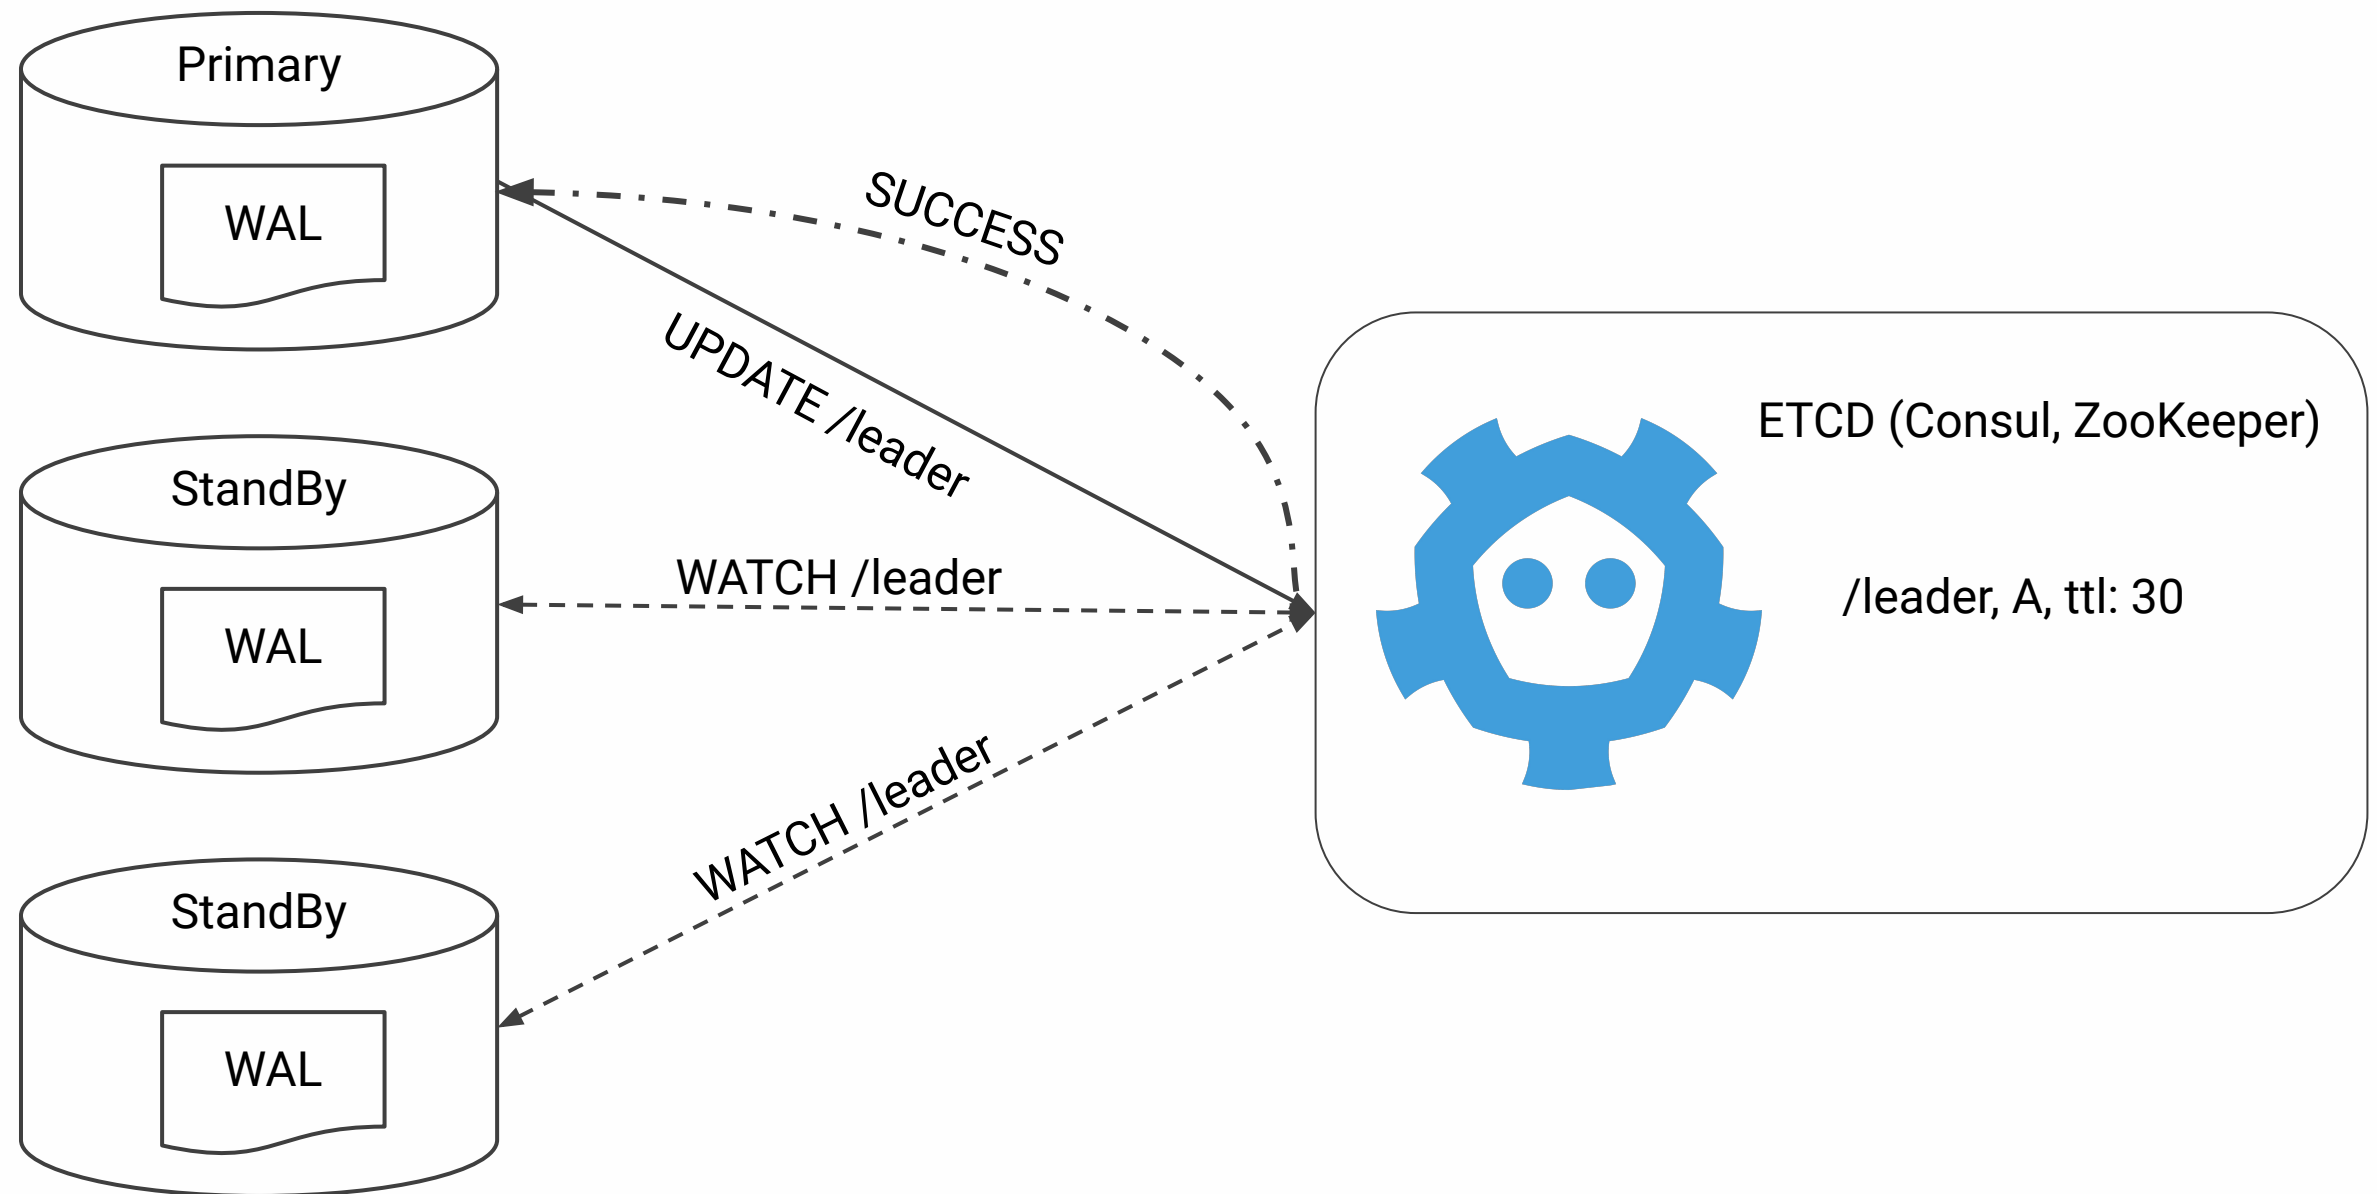 Primary
WAL
SUCCESS
UPDATE /leader
StandBy
WAL
WATCH /leader
StandBy
WAL
WATCH /leader
ETCD (Consul, ZooKeeper)
/leader, A, ttl: 30